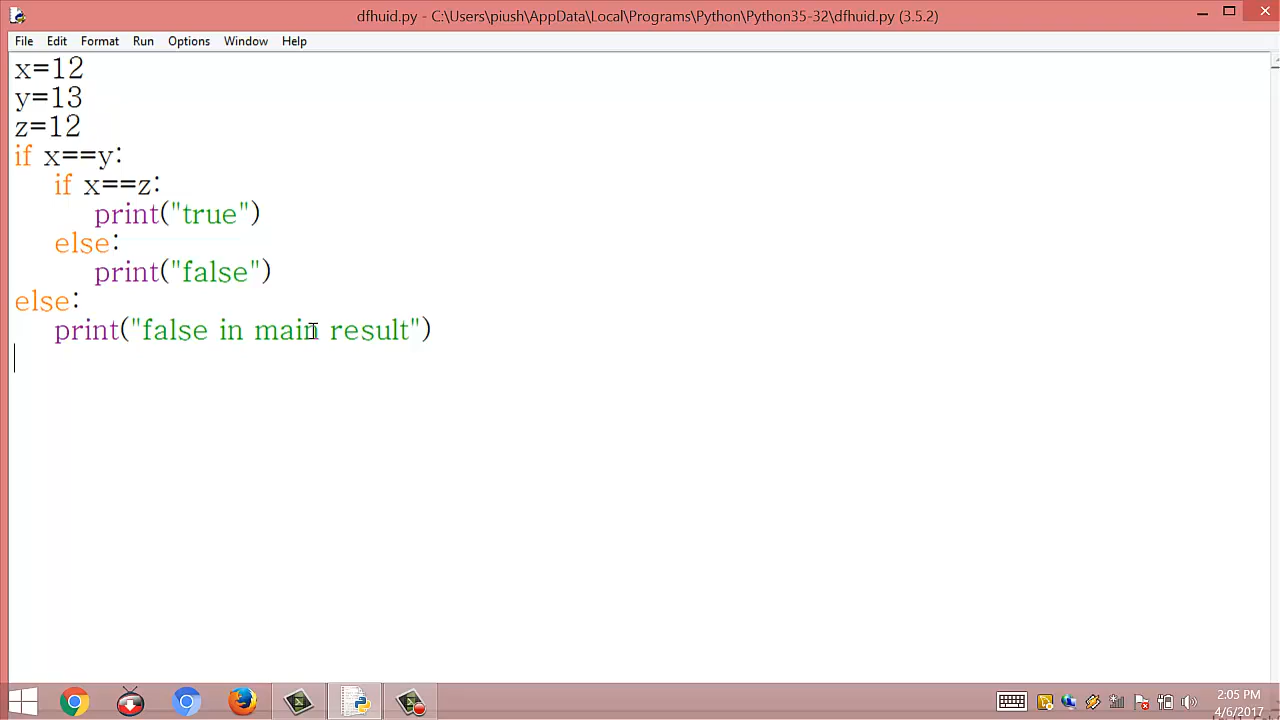 dfhuid.py - C:\Users\piush\AppData\Local\Programs\Python\Python35-32\dfhuid.py (3.5.2)
File Edit Format Run Options Window Help
x=12
y=13
z=12
if x==y:
    if x==z:
        print("true")
    else:
        print("false")
else:
    print("false in main result")
2:05 PM
4/6/2017